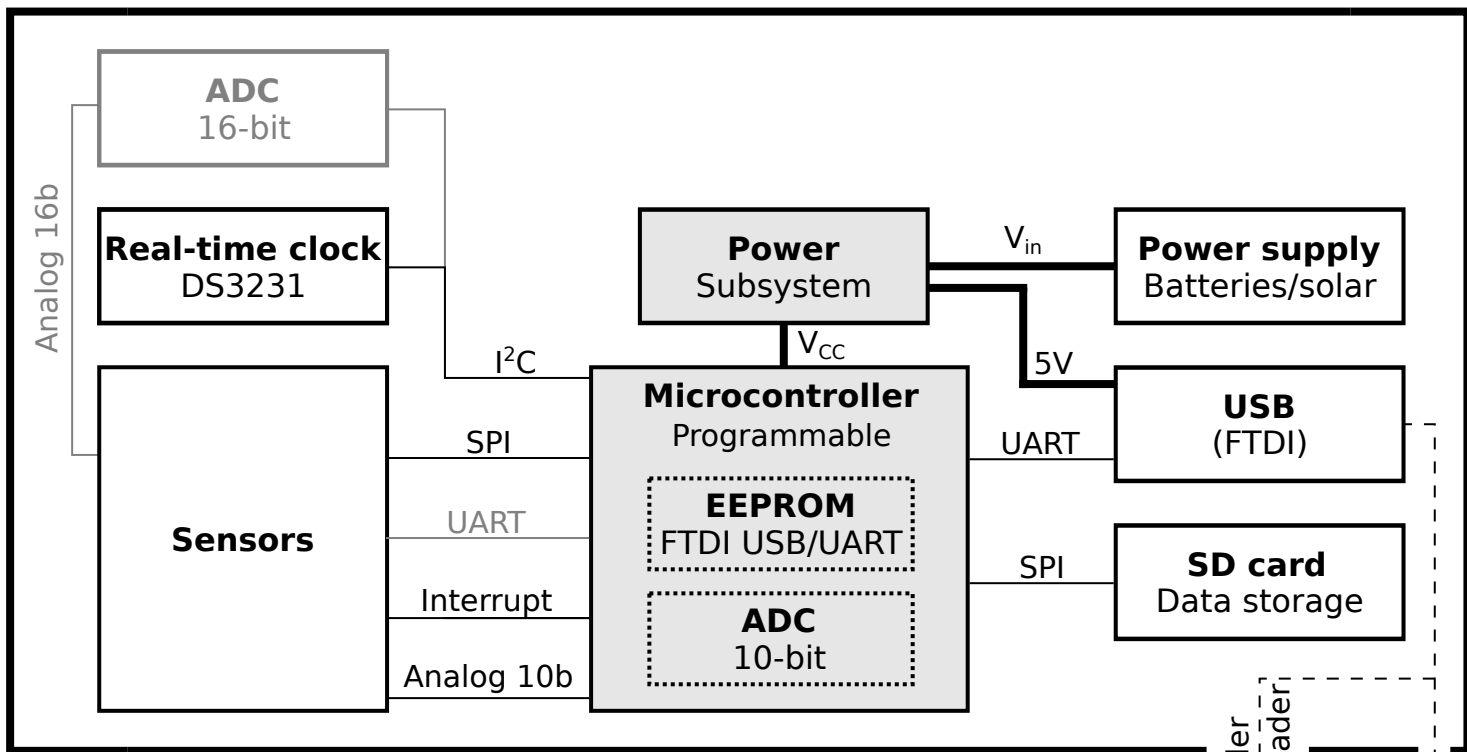 ADC
16-bit
Analog 16b
Real-time clock
DS3231
Power
Subsystem
V_in
Power supply
Batteries/solar
V_CC
5V
I²C
Sensors
SPI
UART
Interrupt
Analog 10b
Microcontroller
Programmable
EEPROM
FTDI USB/UART
ADC
10-bit
UART
USB
(FTDI)
SPI
SD card
Data storage